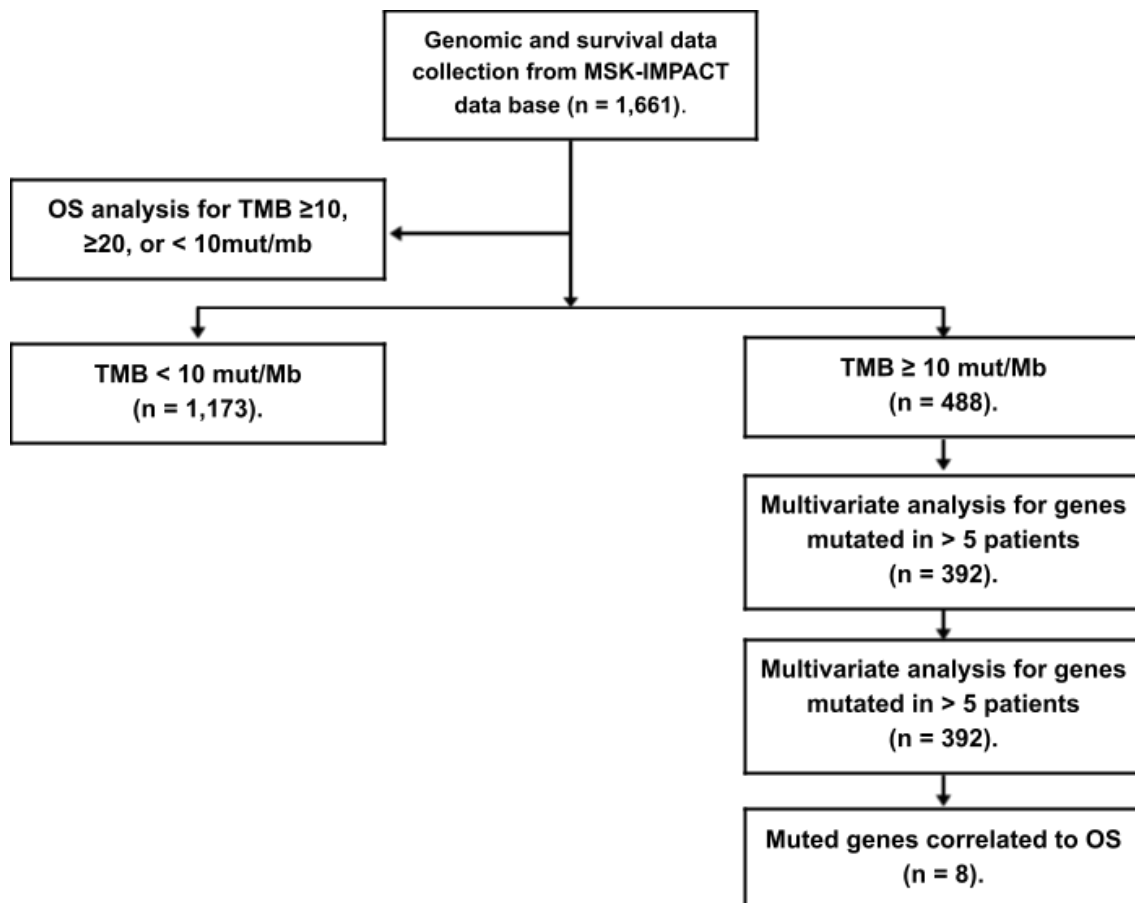 Genomic and survival data
collection from MSK-IMPACT
data base (n = 1,661).
OS analysis for TMB ≥10,
≥20, or < 10mut/mb
TMB < 10 mut/Mb
(n = 1,173).
TMB ≥ 10 mut/Mb
(n = 488).
Multivariate analysis for genes
mutated in > 5 patients
(n = 392).
Multivariate analysis for genes
mutated in > 5 patients
(n = 392).
Muted genes correlated to OS
(n = 8).